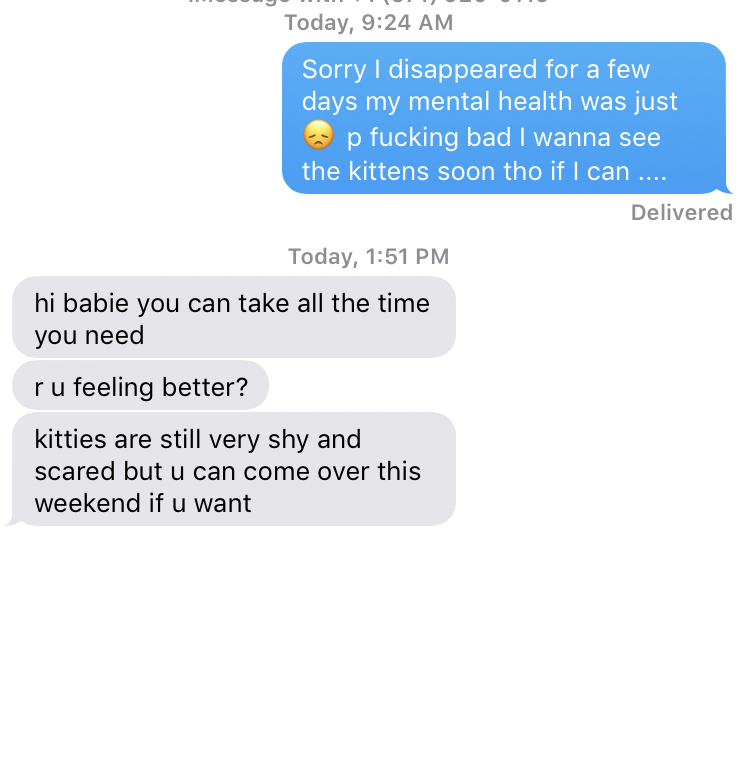 Today, 9:24 AM
Sorry I disappeared for a few
days my mental health was just
😞 p fucking bad I wanna see
the kittens soon tho if I can ....
Delivered
Today, 1:51 PM
hi babie you can take all the time
you need
r u feeling better?
kitties are still very shy and
scared but u can come over this
weekend if u want